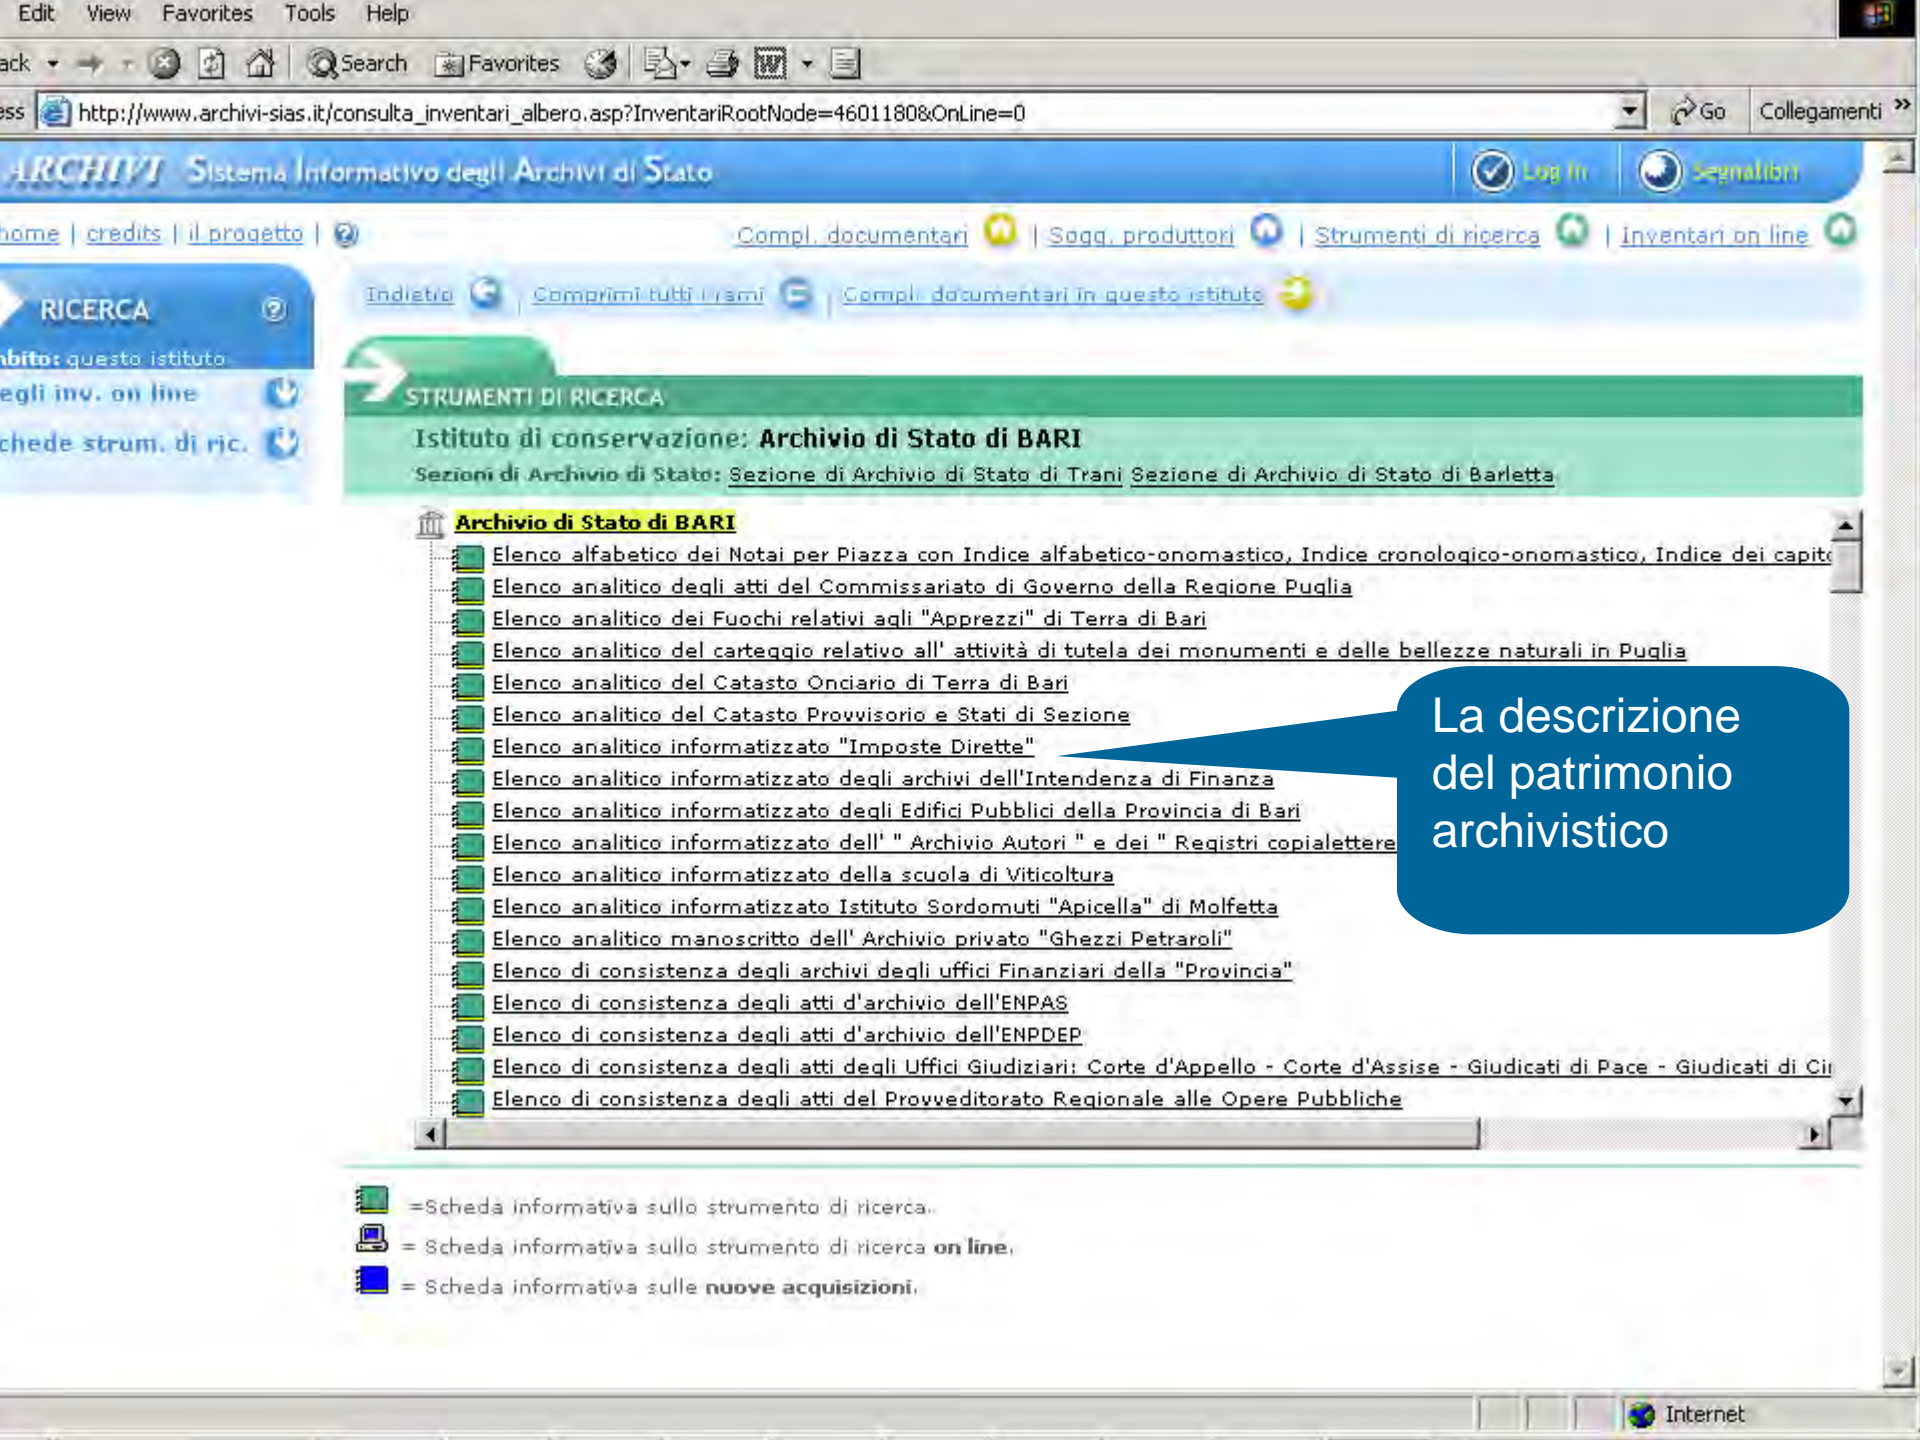 Edit View Favorites Tools Help
ack Search Favorites
ess http://www.archivi-sias.it/consulta_inventari_albero.asp?InventariRootNode=4601180&OnLine=0 Go Collegamenti »
ARCHIVI Sistema Informativo degli Archivi di Stato Log In Segnalibri
home | credits | il progetto | Compl. documentari | Sogg. produttori | Strumenti di ricerca | Inventari on line
Indietro | Comprimi tutti i rami | Compl. documentari in questo istituto
RICERCA
nbito: questo istituto
egli inv. on line
chede strum. di ric.
STRUMENTI DI RICERCA
Istituto di conservazione: Archivio di Stato di BARI
Sezioni di Archivio di Stato: Sezione di Archivio di Stato di Trani Sezione di Archivio di Stato di Barletta
Archivio di Stato di BARI
Elenco alfabetico dei Notai per Piazza con Indice alfabetico-onomastico, Indice cronologico-onomastico, Indice dei capito
Elenco analitico degli atti del Commissariato di Governo della Regione Puglia
Elenco analitico dei Fuochi relativi agli "Apprezzi" di Terra di Bari
Elenco analitico del carteggio relativo all' attività di tutela dei monumenti e delle bellezze naturali in Puglia
Elenco analitico del Catasto Onciario di Terra di Bari
Elenco analitico del Catasto Provvisorio e Stati di Sezione
Elenco analitico informatizzato "Imposte Dirette"
Elenco analitico informatizzato degli archivi dell'Intendenza di Finanza
Elenco analitico informatizzato degli Edifici Pubblici della Provincia di Bari
Elenco analitico informatizzato dell' " Archivio Autori " e dei " Registri copialettere
Elenco analitico informatizzato della scuola di Viticoltura
Elenco analitico informatizzato Istituto Sordomuti "Apicella" di Molfetta
Elenco analitico manoscritto dell' Archivio privato "Ghezzi Petraroli"
Elenco di consistenza degli archivi degli uffici Finanziari della "Provincia"
Elenco di consistenza degli atti d'archivio dell'ENPAS
Elenco di consistenza degli atti d'archivio dell'ENPDEP
Elenco di consistenza degli atti degli Uffici Giudiziari: Corte d'Appello - Corte d'Assise - Giudicati di Pace - Giudicati di Cir
Elenco di consistenza degli atti del Provveditorato Regionale alle Opere Pubbliche
La descrizione
del patrimonio
archivistico
=Scheda informativa sullo strumento di ricerca.
= Scheda informativa sullo strumento di ricerca on line.
= Scheda informativa sulle nuove acquisizioni.
Internet